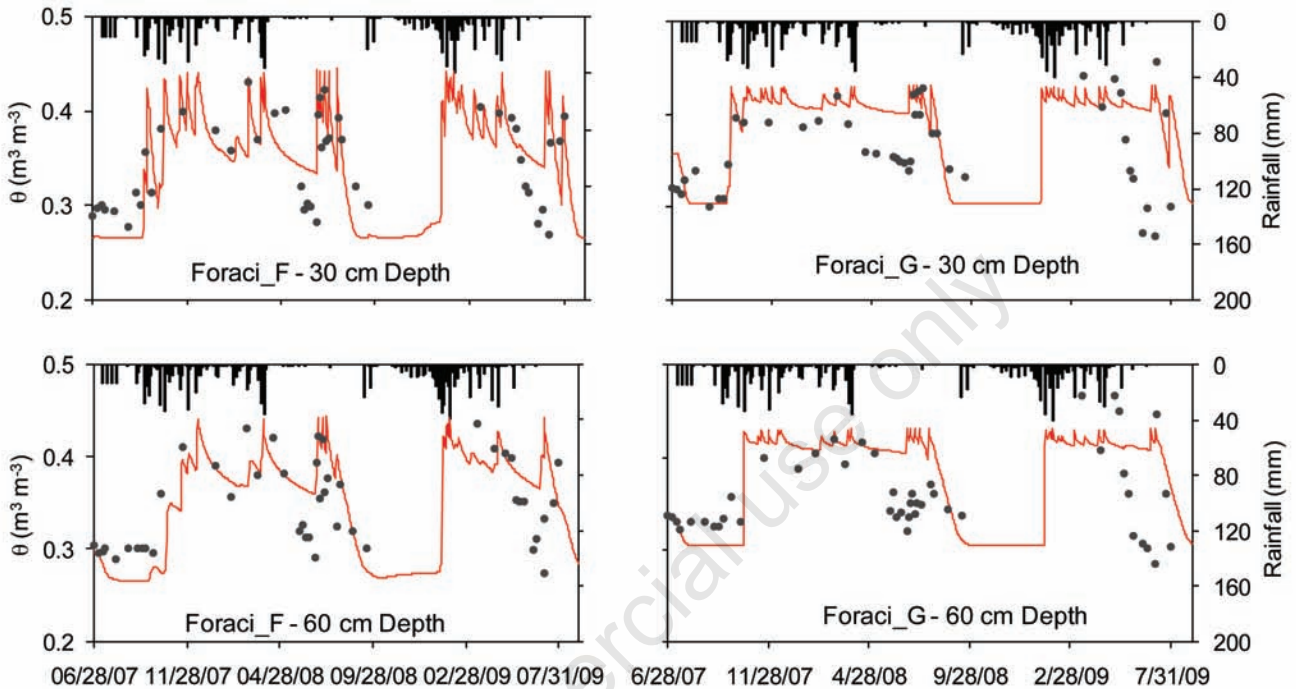 0.5
0.4
0.3
0.2
θ (m³ m⁻³)
Foraci_F - 30 cm Depth
0
40
80
120
160
200
Rainfall (mm)
Foraci_G - 30 cm Depth
0.5
0.4
0.3
0.2
θ (m³ m⁻³)
Foraci_F - 60 cm Depth
06/28/07 11/28/07 04/28/08 09/28/08 02/28/09 07/31/09
0
40
80
120
160
200
Rainfall (mm)
Foraci_G - 60 cm Depth
6/28/07 11/28/07 4/28/08 9/28/08 2/28/09 7/31/09
ercial use only